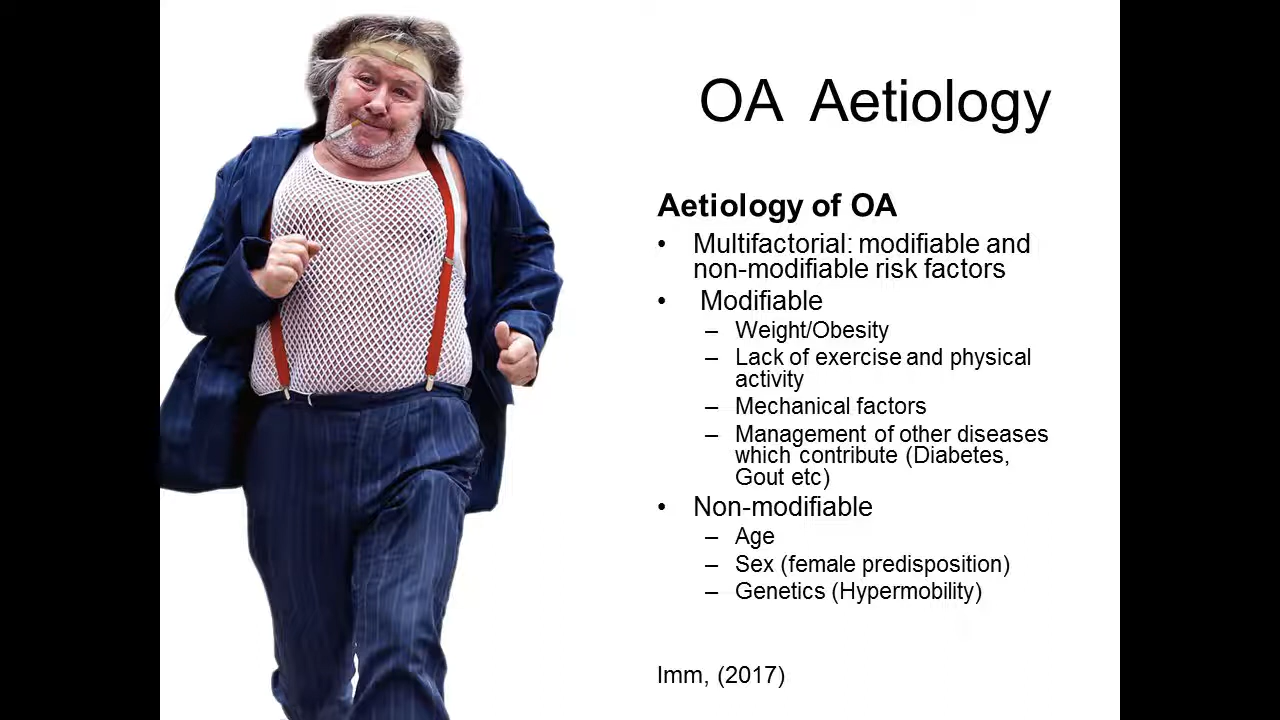 OA Aetiology
Aetiology of OA
• Multifactorial: modifiable and
non-modifiable risk factors
• Modifiable
– Weight/Obesity
– Lack of exercise and physical
activity
– Mechanical factors
– Management of other diseases
which contribute (Diabetes,
Gout etc)
• Non-modifiable
– Age
– Sex (female predisposition)
– Genetics (Hypermobility)
Imm, (2017)